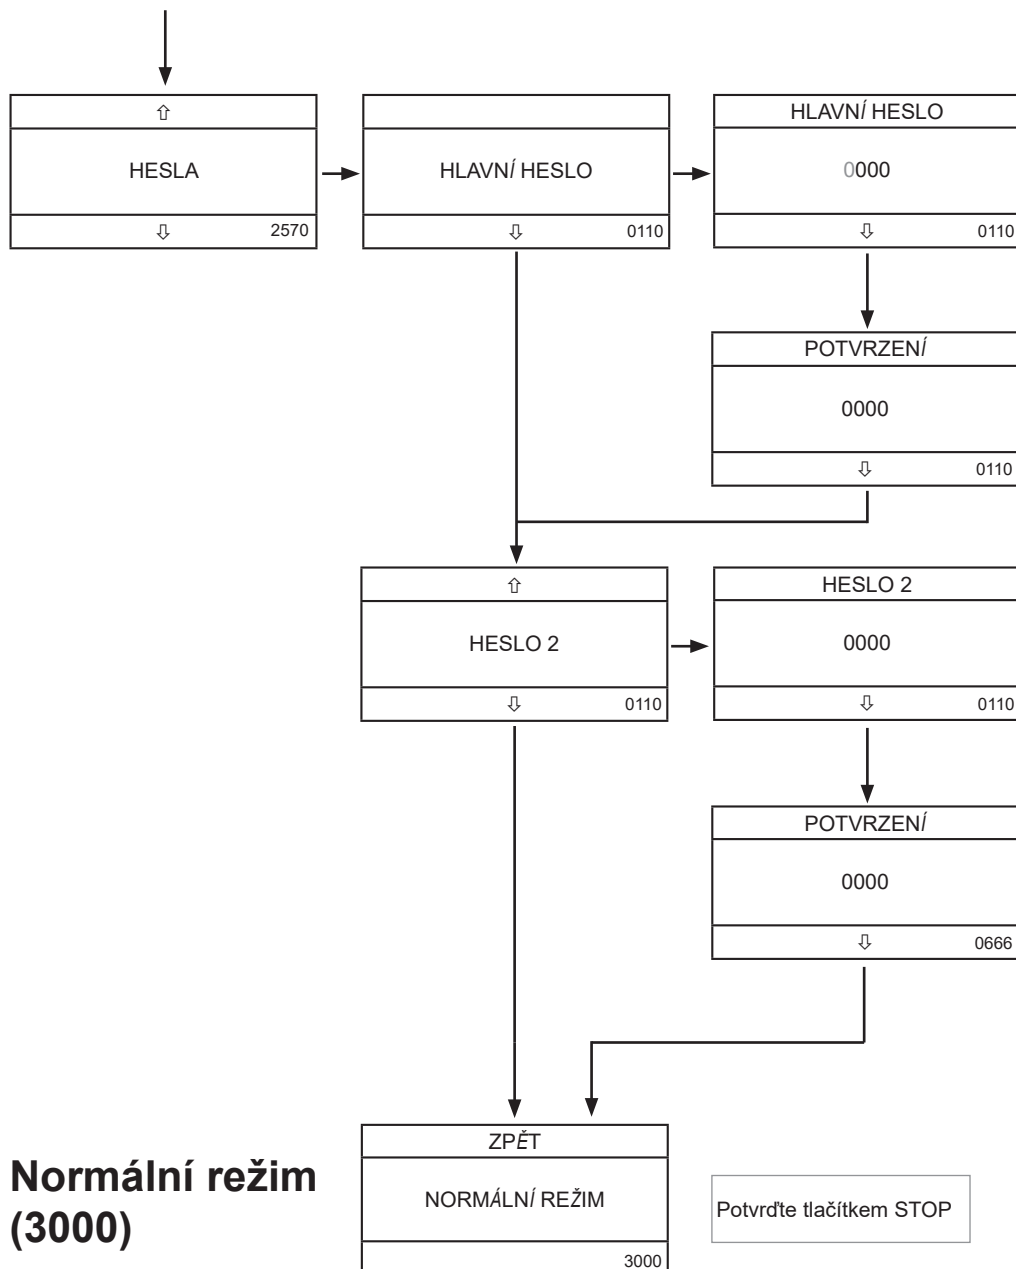 ⇧
HESLA
⇩ 2570
HLAVNÍ HESLO
⇩ 0110
HLAVNÍ HESLO
0000
⇩ 0110
POTVRZENÍ
0000
⇩ 0110
⇧
HESLO 2
⇩ 0110
HESLO 2
0000
⇩ 0110
POTVRZENÍ
0000
⇩ 0666
ZPĚT
NORMÁLNÍ REŽIM
3000
Normální režim
(3000)
Potvrďte tlačítkem STOP